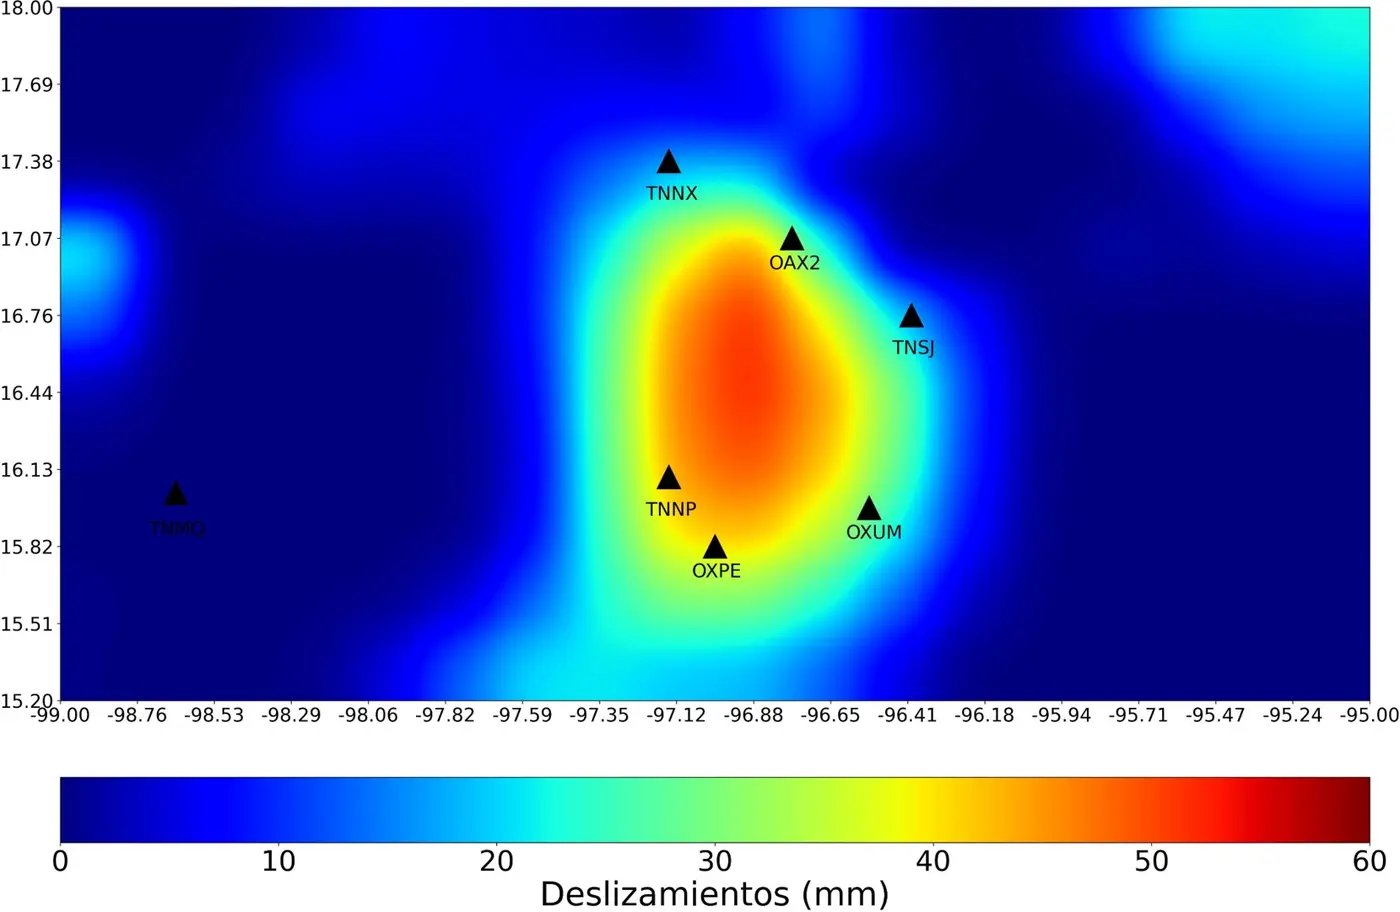 18.00
17.69
17.38
TNNX
17.07
OAX2
16.76
TNSJ
16.44
16.13
TNNP
TNMQ
OXUM
15.82
OXPE
15.51
15.20
-99.00 -98.76 -98.53 -98.29 -98.06 -97.82 -97.59 -97.35 -97.12 -96.88 -96.65 -96.41 -96.18 -95.94 -95.71 -95.47 -95.24 -95.00
0 10 20 30 40 50 60
Deslizamientos (mm)